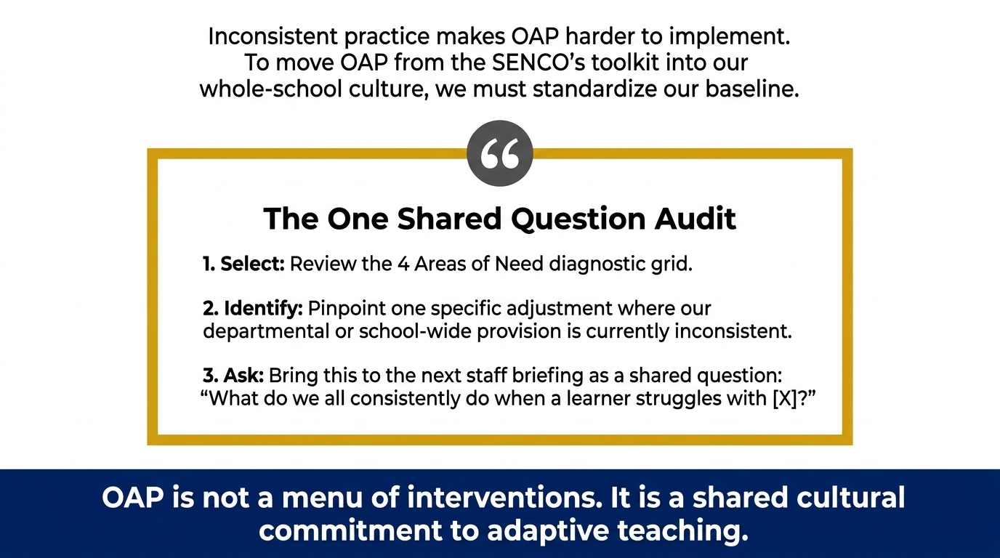 Inconsistent practice makes OAP harder to implement.
To move OAP from the SENCO’s toolkit into our
whole-school culture, we must standardize our baseline.
“
The One Shared Question Audit
1. Select: Review the 4 Areas of Need diagnostic grid.
2. Identify: Pinpoint one specific adjustment where our
departmental or school-wide provision is currently inconsistent.
3. Ask: Bring this to the next staff briefing as a shared question:
“What do we all consistently do when a learner struggles with [X]?”
OAP is not a menu of interventions. It is a shared cultural
commitment to adaptive teaching.